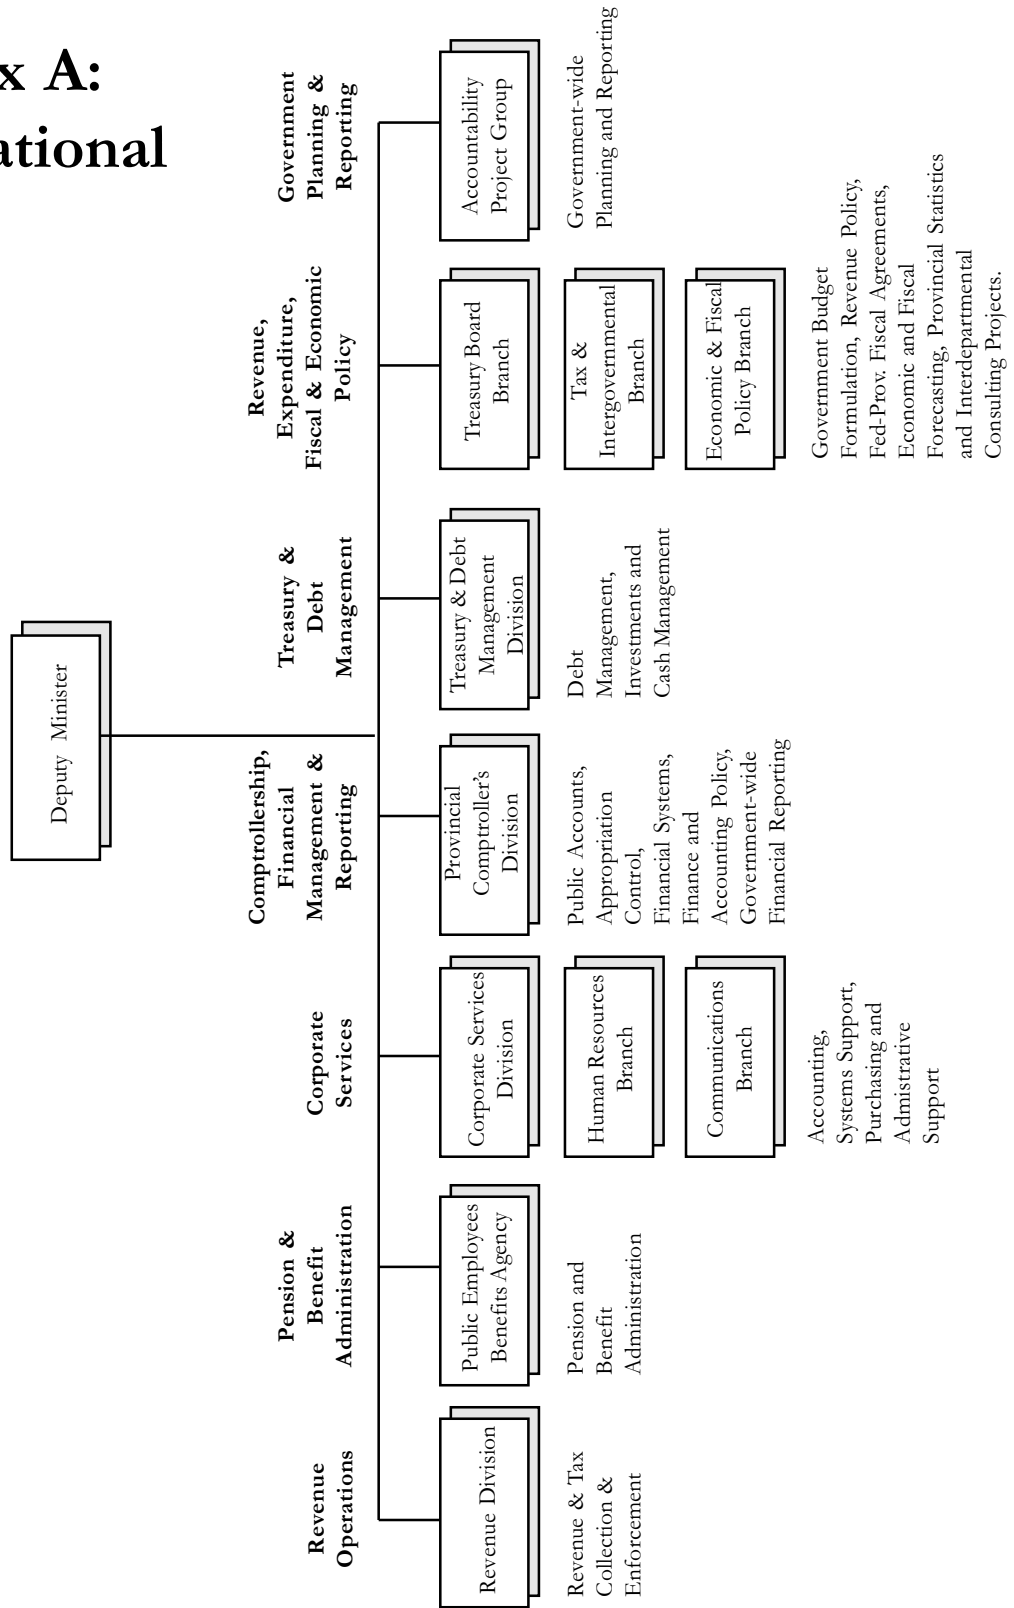 x A:
ational
Deputy Minister
Revenue
Operations
Revenue Division
Revenue & Tax
Collection &
Enforcement
Pension &
Benefit
Administration
Public Employees
Benefits Agency
Pension and
Benefit
Administration
Corporate
Services
Corporate Services
Division
Human Resources
Branch
Communications
Branch
Accounting,
Systems Support,
Purchasing and
Admistrative
Support
Comptrollership,
Financial
Management &
Reporting
Provincial
Comptroller's
Division
Public Accounts,
Appropriation
Control,
Financial Systems,
Finance and
Accounting Policy,
Government-wide
Financial Reporting
Treasury &
Debt
Management
Treasury & Debt
Management
Division
Debt
Management,
Investments and
Cash Management
Revenue,
Expenditure,
Fiscal & Economic
Policy
Treasury Board
Branch
Tax &
Intergovernmental
Branch
Economic & Fiscal
Policy Branch
Government Budget
Formulation, Revenue Policy,
Fed-Prov. Fiscal Agreements,
Economic and Fiscal
Forecasting, Provincial Statistics
and Interdepartmental
Consulting Projects.
Government
Planning &
Reporting
Accountability
Project Group
Government-wide
Planning and Reporting